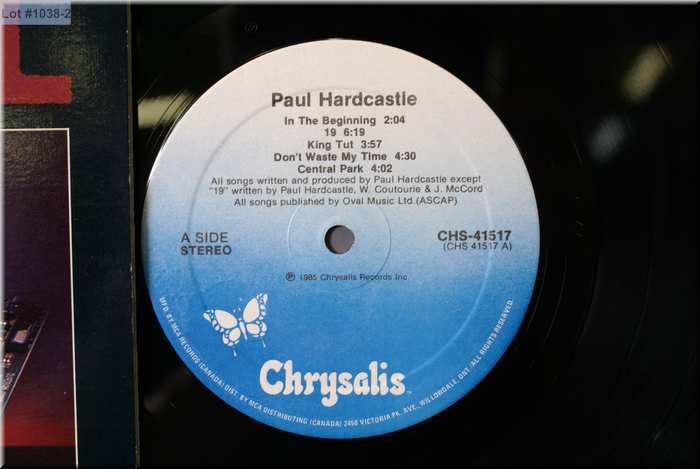 Lot #1038-2
Paul Hardcastle
In The Beginning 2:04
19 6:19
King Tut 3:57
Don't Waste My Time 4:30
Central Park 4:02
All songs written and produced by Paul Hardcastle except
"19" written by Paul Hardcastle, W. Coutourie & J. McCord
All songs published by Oval Music Ltd.(ASCAP)
A SIDE
STEREO
CHS-41517
(CHS 41517 A)
℗ 1985 Chrysalis Records Inc
Chrysalis™
MFD. BY MCA RECORDS (CANADA) DIST. BY MCA DISTRIBUTING (CANADA) 2450 VICTORIA PK. AVE., WILLOWDALE, ONT. ALL RIGHTS RESERVED.